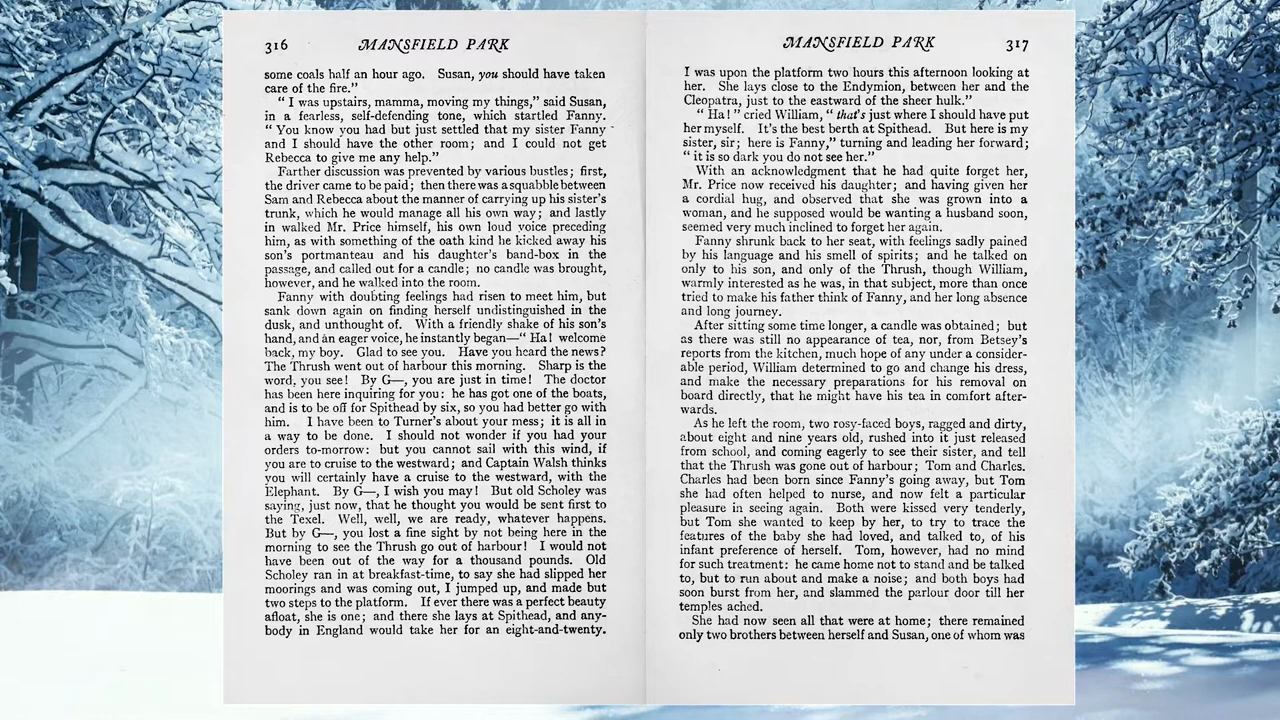 316 MANSFIELD PARK
some coals half an hour ago. Susan, you should have taken
care of the fire.”
“ I was upstairs, mamma, moving my things,” said Susan,
in a fearless, self-defending tone, which startled Fanny.
“ You know you had but just settled that my sister Fanny
and I should have the other room; and I could not get
Rebecca to give me any help.”
Farther discussion was prevented by various bustles; first,
the driver came to be paid; then there was a squabble between
Sam and Rebecca about the manner of carrying up his sister’s
trunk, which he would manage all his own way; and lastly
in walked Mr. Price himself, his own loud voice preceding
him, as with something of the oath kind he kicked away his
son’s portmanteau and his daughter’s band-box in the
passage, and called out for a candle; no candle was brought,
however, and he walked into the room.
Fanny with doubting feelings had risen to meet him, but
sank down again on finding herself undistinguished in the
dusk, and unthought of. With a friendly shake of his son’s
hand, and an eager voice, he instantly began—“ Ha! welcome
back, my boy. Glad to see you. Have you heard the news?
The Thrush went out of harbour this morning. Sharp is the
word, you see! By G—, you are just in time! The doctor
has been here inquiring for you: he has got one of the boats,
and is to be off for Spithead by six, so you had better go with
him. I have been to Turner’s about your mess; it is all in
a way to be done. I should not wonder if you had your
orders to-morrow: but you cannot sail with this wind, if
you are to cruise to the westward; and Captain Walsh thinks
you will certainly have a cruise to the westward, with the
Elephant. By G—, I wish you may! But old Scholey was
saying, just now, that he thought you would be sent first to
the Texel. Well, well, we are ready, whatever happens.
But by G—, you lost a fine sight by not being here in the
morning to see the Thrush go out of harbour! I would not
have been out of the way for a thousand pounds. Old
Scholey ran in at breakfast-time, to say she had slipped her
moorings and was coming out, I jumped up, and made but
two steps to the platform. If ever there was a perfect beauty
afloat, she is one; and there she lays at Spithead, and any-
body in England would take her for an eight-and-twenty.
MANSFIELD PARK 317
I was upon the platform two hours this afternoon looking at
her. She lays close to the Endymion, between her and the
Cleopatra, just to the eastward of the sheer hulk.”
“ Ha!” cried William, “ that’s just where I should have put
her myself. It’s the best berth at Spithead. But here is my
sister, sir; here is Fanny,” turning and leading her forward;
“ it is so dark you do not see her.”
With an acknowledgment that he had quite forget her,
Mr. Price now received his daughter; and having given her
a cordial hug, and observed that she was grown into a
woman, and he supposed would be wanting a husband soon,
seemed very much inclined to forget her again.
Fanny shrunk back to her seat, with feelings sadly pained
by his language and his smell of spirits; and he talked on
only to his son, and only of the Thrush, though William,
warmly interested as he was, in that subject, more than once
tried to make his father think of Fanny, and her long absence
and long journey.
After sitting some time longer, a candle was obtained; but
as there was still no appearance of tea, nor, from Betsey’s
reports from the kitchen, much hope of any under a consider-
able period, William determined to go and change his dress,
and make the necessary preparations for his removal on
board directly, that he might have his tea in comfort after-
wards.
As he left the room, two rosy-faced boys, ragged and dirty,
about eight and nine years old, rushed into it just released
from school, and coming eagerly to see their sister, and tell
that the Thrush was gone out of harbour; Tom and Charles.
Charles had been born since Fanny’s going away, but Tom
she had often helped to nurse, and now felt a particular
pleasure in seeing again. Both were kissed very tenderly,
but Tom she wanted to keep by her, to try to trace the
features of the baby she had loved, and talked to, of his
infant preference of herself. Tom, however, had no mind
for such treatment: he came home not to stand and be talked
to, but to run about and make a noise; and both boys had
soon burst from her, and slammed the parlour door till her
temples ached.
She had now seen all that were at home; there remained
only two brothers between herself and Susan, one of whom was